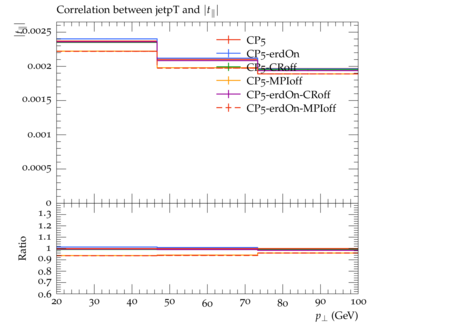 Correlation between jetpT and |t∥|
|t∥|
0.0025
0.002
0.0015
0.001
0.0005
0
CP5
CP5-erdOn
CP5-CRoff
CP5-MPIoff
CP5-erdOn-CRoff
CP5-erdOn-MPIoff
Ratio
1.3
1.2
1.1
1
0.9
0.8
0.7
0.6
20 30 40 50 60 70 80 90 100
p⊥ (GeV)